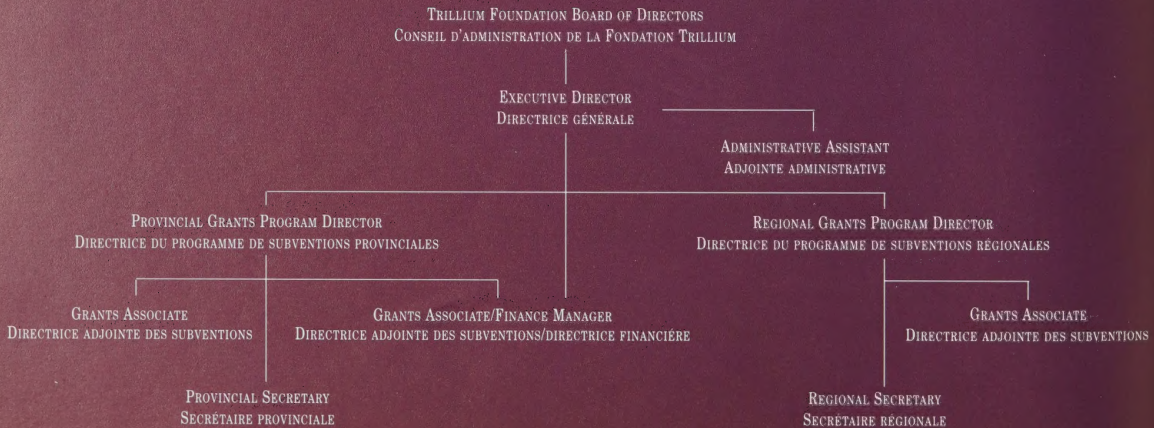 Trillium Foundation Board of Directors
Conseil d'administration de la Fondation Trillium
Executive Director
Directrice générale
Administrative Assistant
Adjointe administrative
Provincial Grants Program Director
Directrice du programme de subventions provinciales
Regional Grants Program Director
Directrice du programme de subventions régionales
Grants Associate
Directrice adjointe des subventions
Grants Associate/Finance Manager
Directrice adjointe des subventions/directrice financiére
Grants Associate
Directrice adjointe des subventions
Provincial Secretary
Secrétaire provinciale
Regional Secretary
Secrétaire régionale